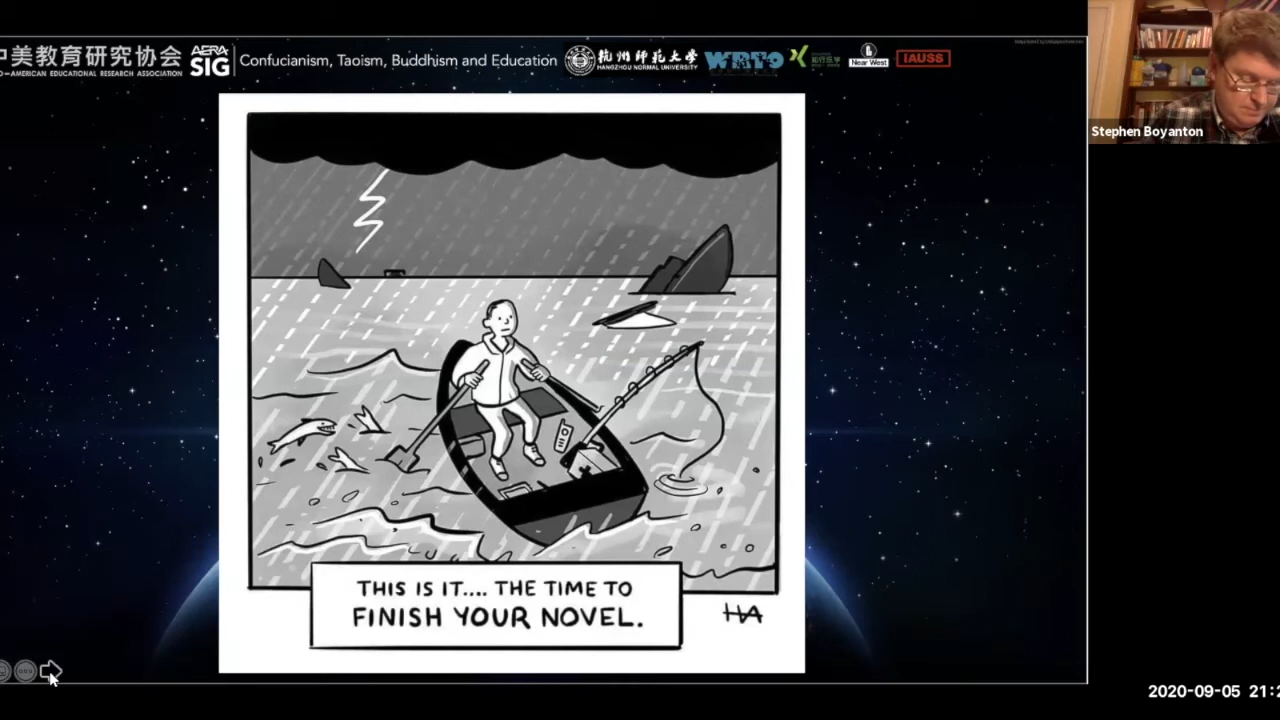 中美教育研究协会
O-AMERICAN EDUCATIONAL RESEARCH ASSOCIATION
AERA
SIG
Confucianism, Taoism, Buddhism and Education
杭州师范大学
HANGZHOU NORMAL UNIVERSITY
Near West
IAUSS
Stephen Boyanton
THIS IS IT.... THE TIME TO
FINISH YOUR NOVEL.
HA
2020-09-05 21:2